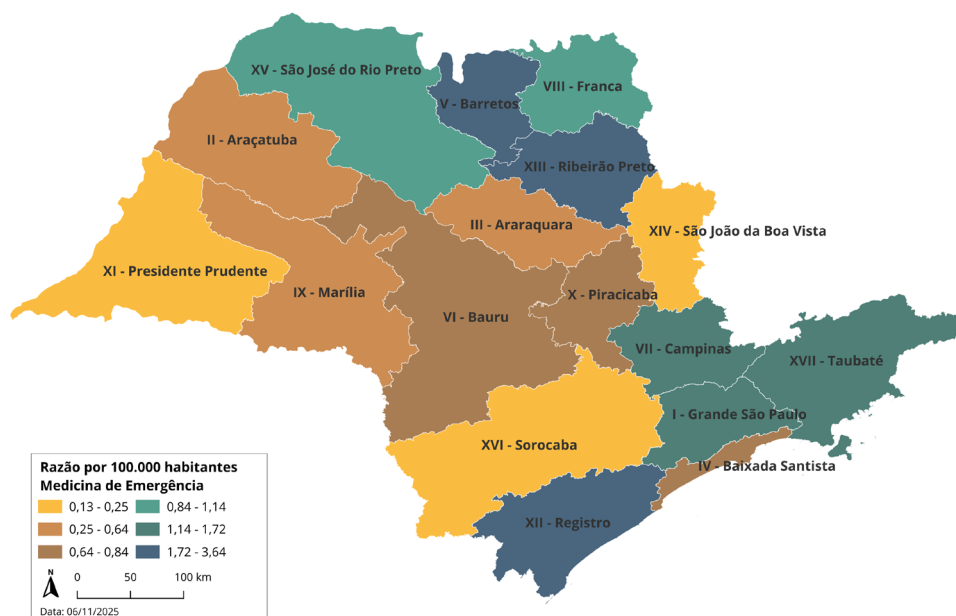 XV - São José do Rio Preto
VIII - Franca
V - Barretos
II - Araçatuba
XIII - Ribeirão Preto
III - Araraquara
XIV - São João da Boa Vista
XI - Presidente Prudente
IX - Marília
X - Piracicaba
VI - Bauru
VII - Campinas
XVII - Taubaté
I - Grande São Paulo
XVI - Sorocaba
IV - Baixada Santista
XII - Registro
Razão por 100.000 habitantes
Medicina de Emergência
0,13 - 0,25
0,84 - 1,14
0,25 - 0,64
1,14 - 1,72
0,64 - 0,84
1,72 - 3,64
N
0 50 100 km
Data: 06/11/2025